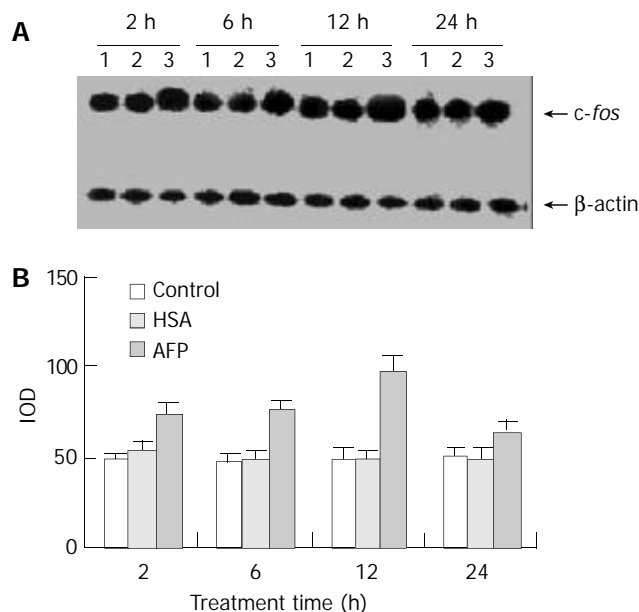 A
2 h 6 h 12 h 24 h
1 2 3 1 2 3 1 2 3 1 2 3
← c-fos
← β-actin
B
150
100
50
0
IOD
Control
HSA
AFP
2 6 12 24
Treatment time (h)